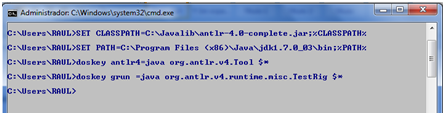 Administrador: C:\Windows\system32\cmd.exe
C:\Users\RAUL>SET CLASSPATH=C:\Javalib\antlr-4.0-complete.jar;%CLASSPATH%
C:\Users\RAUL>SET PATH=C:\Program Files (x86)\Java\jdk1.7.0_03\bin;%PATH%
C:\Users\RAUL>doskey antlr4=java org.antlr.v4.Tool $*
C:\Users\RAUL>doskey grun =java org.antlr.v4.runtime.misc.TestRig $*
C:\Users\RAUL>